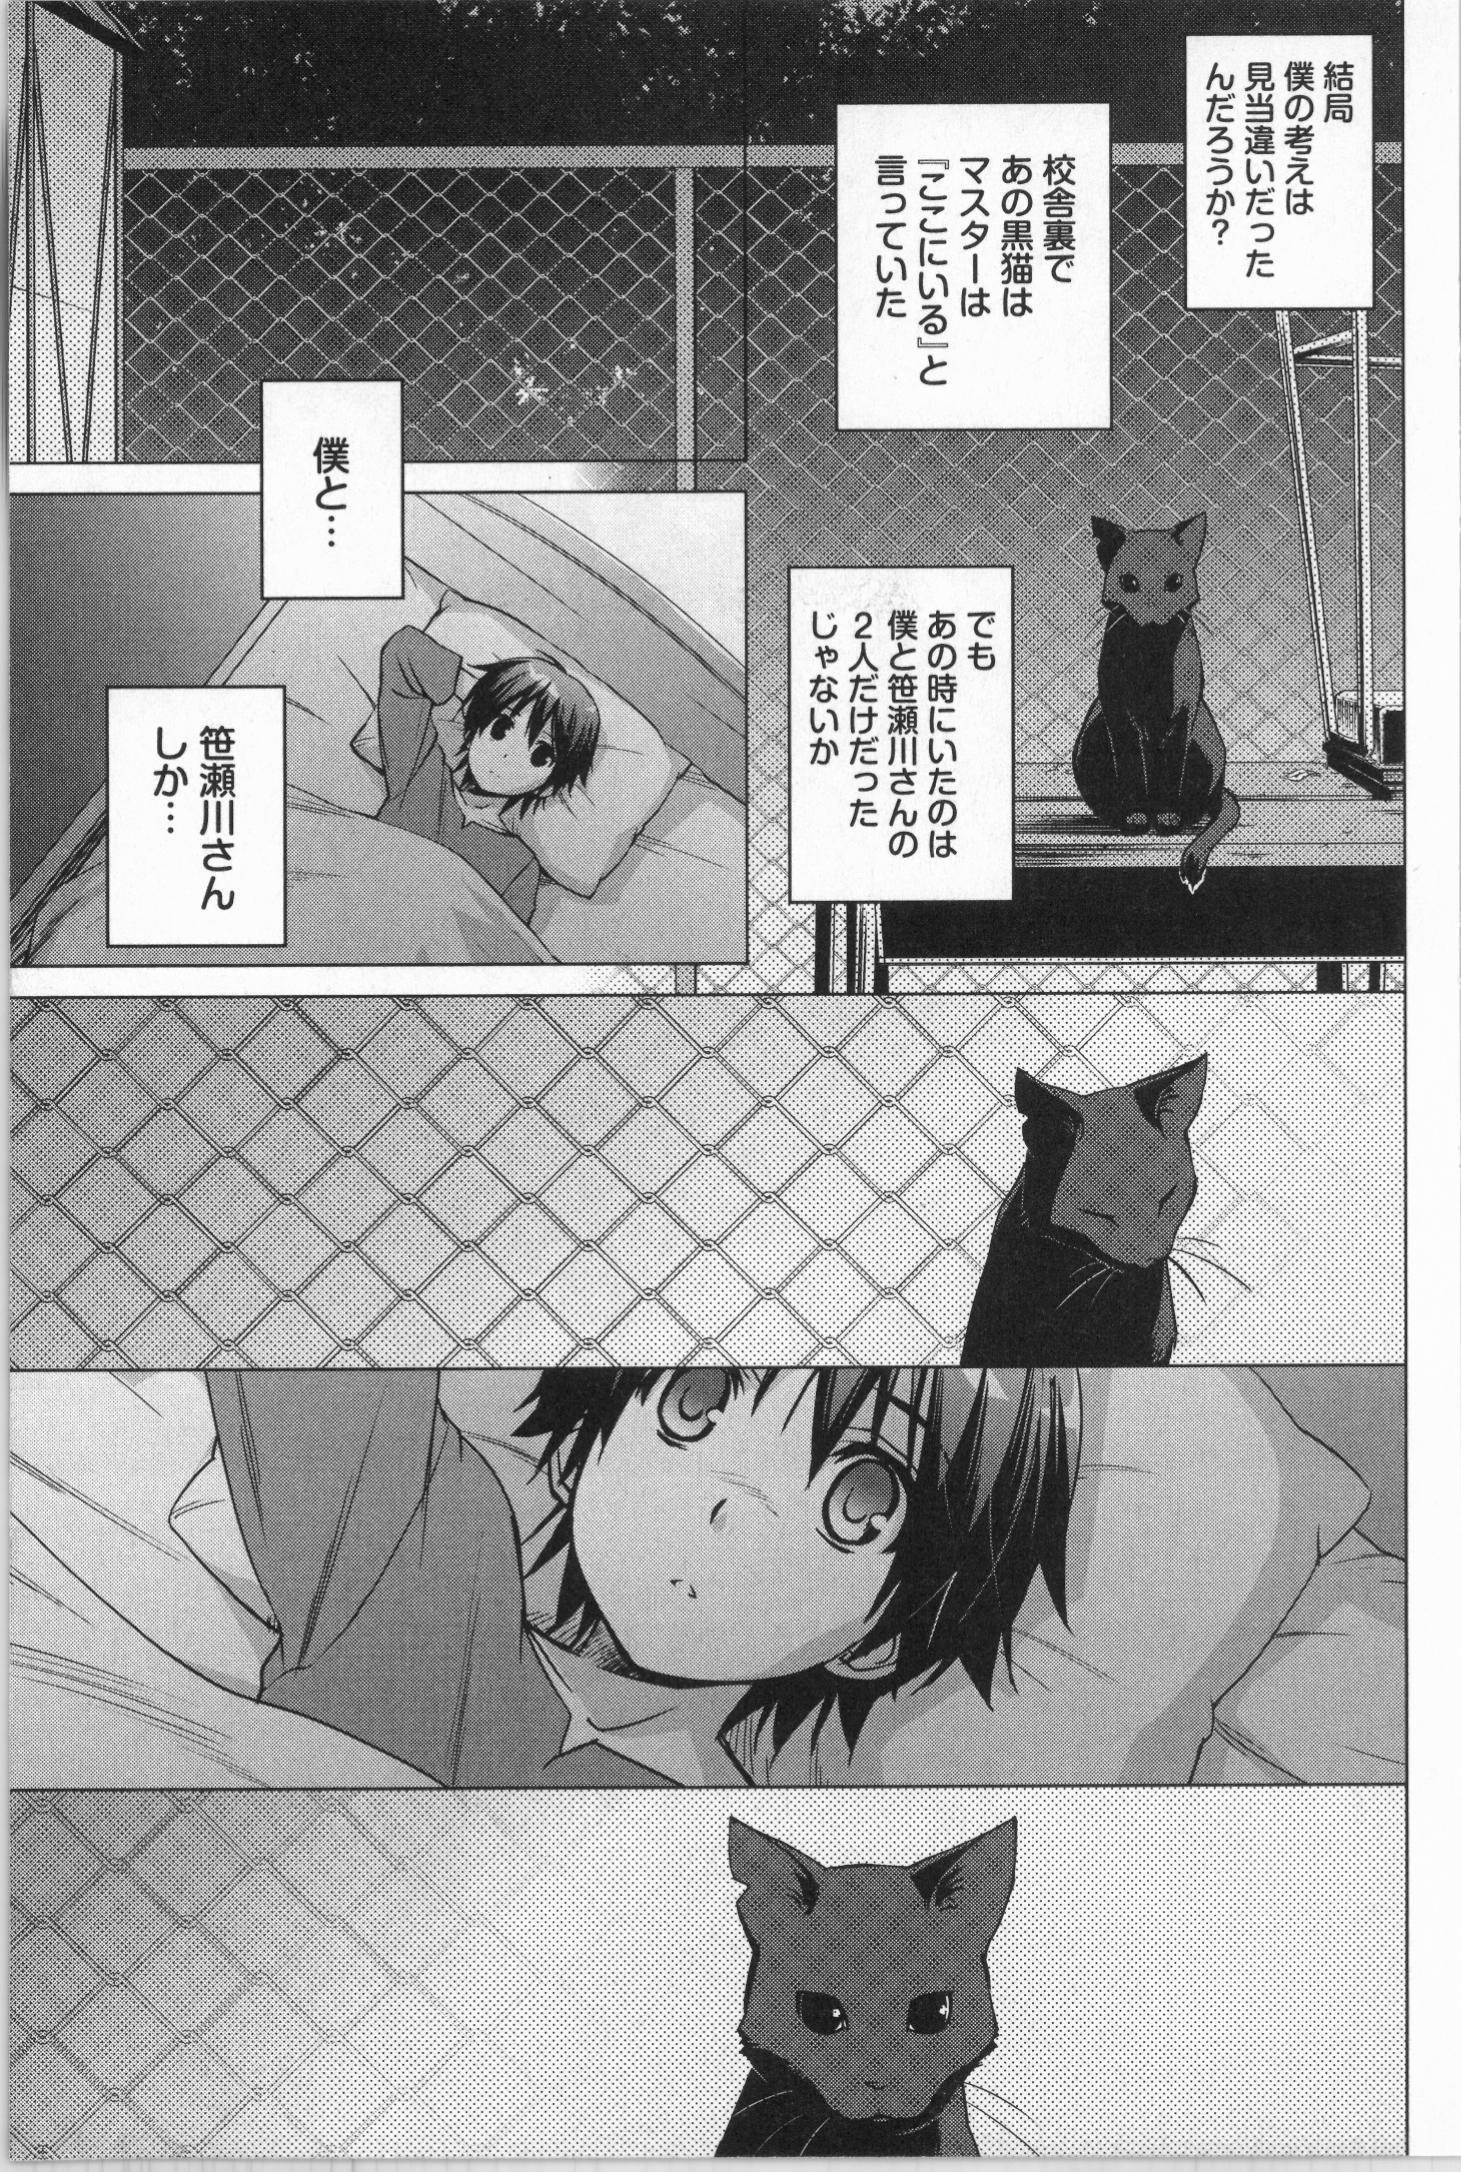 結局
僕の考えは
見当違いだった
んだろうか？
校舎裏で
あの黒猫は
マスターは
『ここにいる』と
言っていた
でも
あの時にいたのは
僕と笹瀬川さんの
２人だけだった
じゃないか
僕と…
笹瀬川さん
しか…